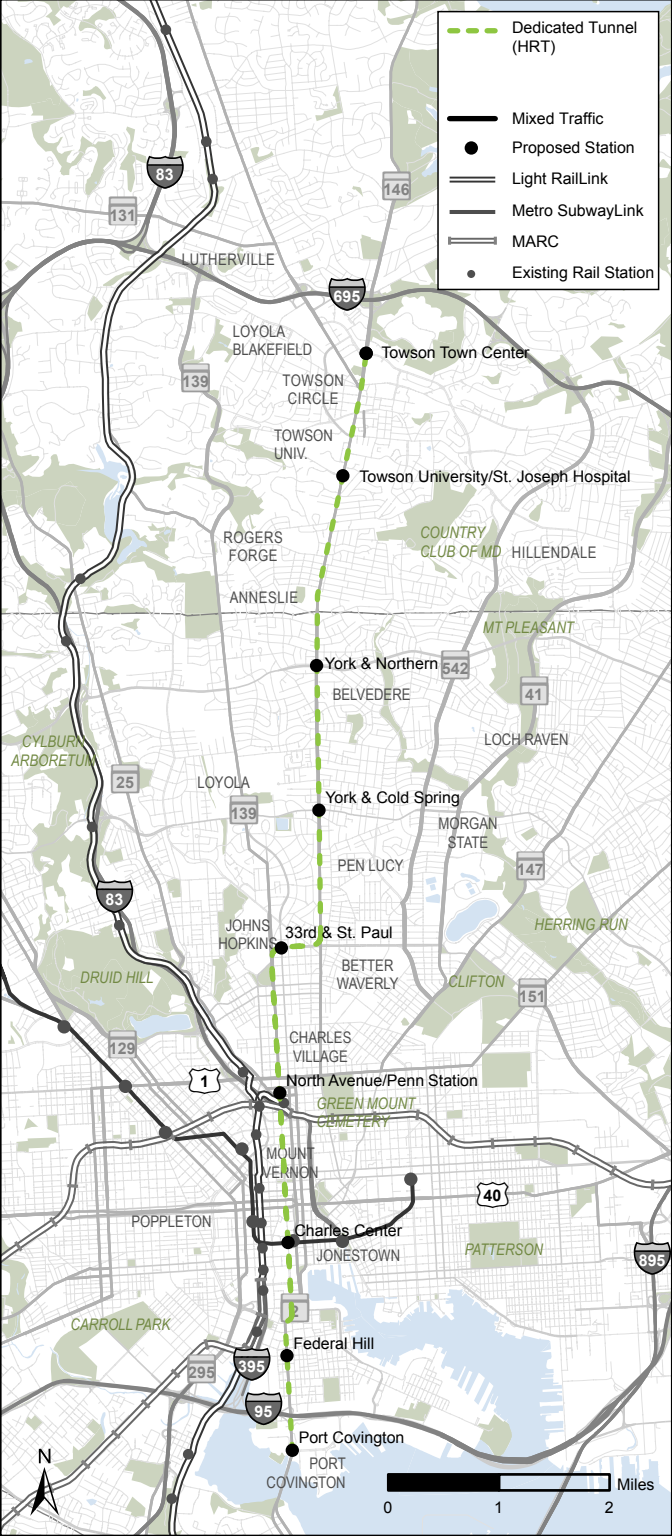 Dedicated Tunnel
(HRT)
Mixed Traffic
Proposed Station
Light RailLink
Metro SubwayLink
MARC
Existing Rail Station
83
146
131
LUTHERVILLE
695
LOYOLA
BLAKEFIELD
Towson Town Center
139
TOWSON
CIRCLE
TOWSON
UNIV.
Towson University/St. Joseph Hospital
ROGERS
FORGE
COUNTRY
CLUB OF MD
HILLENDALE
ANNESLIE
MT PLEASANT
York & Northern
542
BELVEDERE
41
CYLBURN
ARBORETUM
LOCH RAVEN
25
LOYOLA
139
York & Cold Spring
MORGAN
STATE
PEN LUCY
147
83
JOHNS
HOPKINS
33rd & St. Paul
HERRING RUN
DRUID HILL
BETTER
WAVERLY
CLIFTON
151
129
CHARLES
VILLAGE
1
North Avenue/Penn Station
GREEN MOUNT
CEMETERY
MOUNT
VERNON
40
POPPLETON
Charles Center
JONESTOWN
PATTERSON
895
2
CARROLL PARK
Federal Hill
295
395
95
Port Covington
PORT
COVINGTON
N
Miles
0 1 2